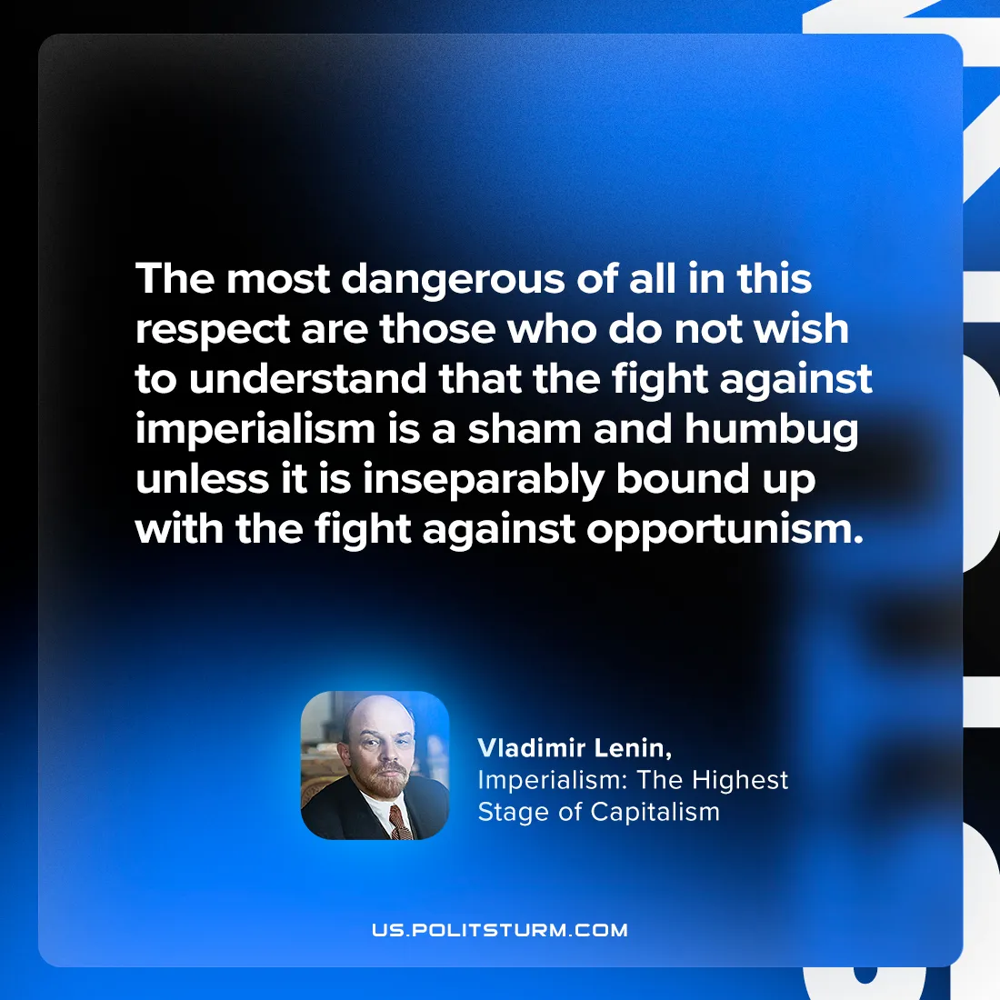 The most dangerous of all in this
respect are those who do not wish
to understand that the fight against
imperialism is a sham and humbug
unless it is inseparably bound up
with the fight against opportunism.
Vladimir Lenin,
Imperialism: The Highest
Stage of Capitalism
US.POLITSTURM.COM